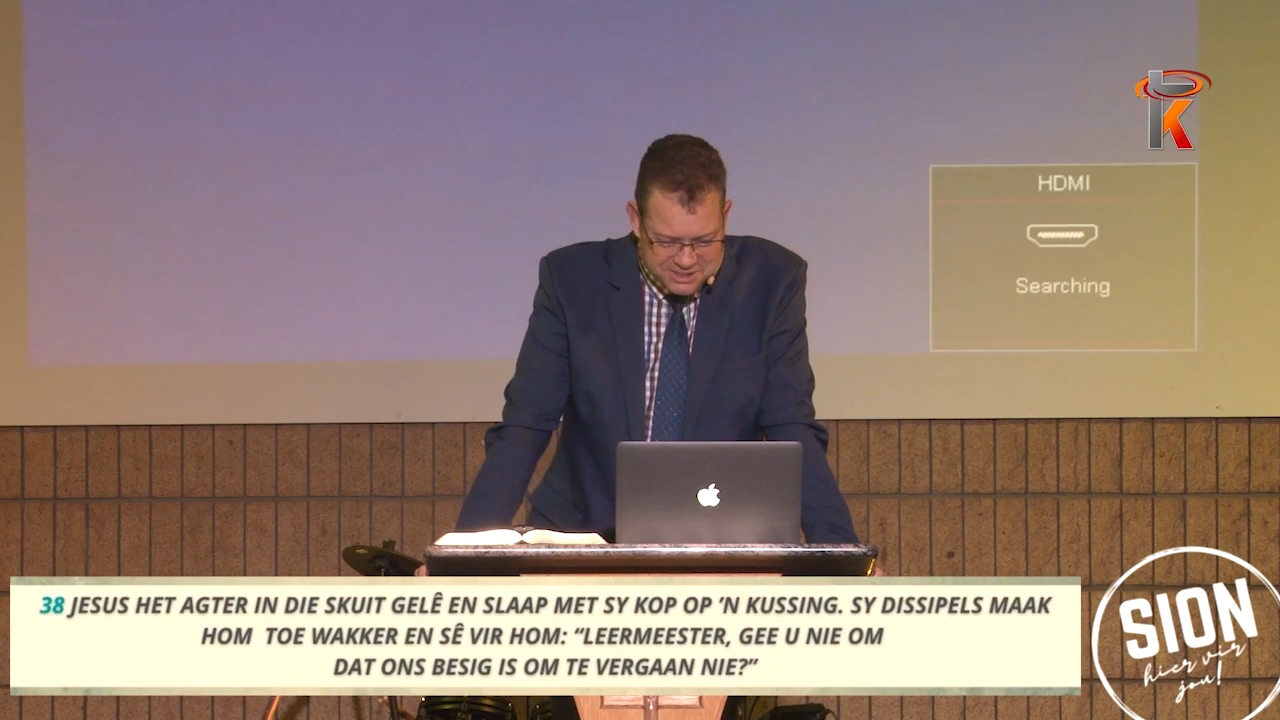 HDMI
Searching
38 JESUS HET AGTER IN DIE SKUIT GELÊ EN SLAAP MET SY KOP OP ’N KUSSING. SY DISSIPELS MAAK
HOM TOE WAKKER EN SÊ VIR HOM: “LEERMEESTER, GEE U NIE OM
DAT ONS BESIG IS OM TE VERGAAN NIE?”
SION
hier vir
jou!